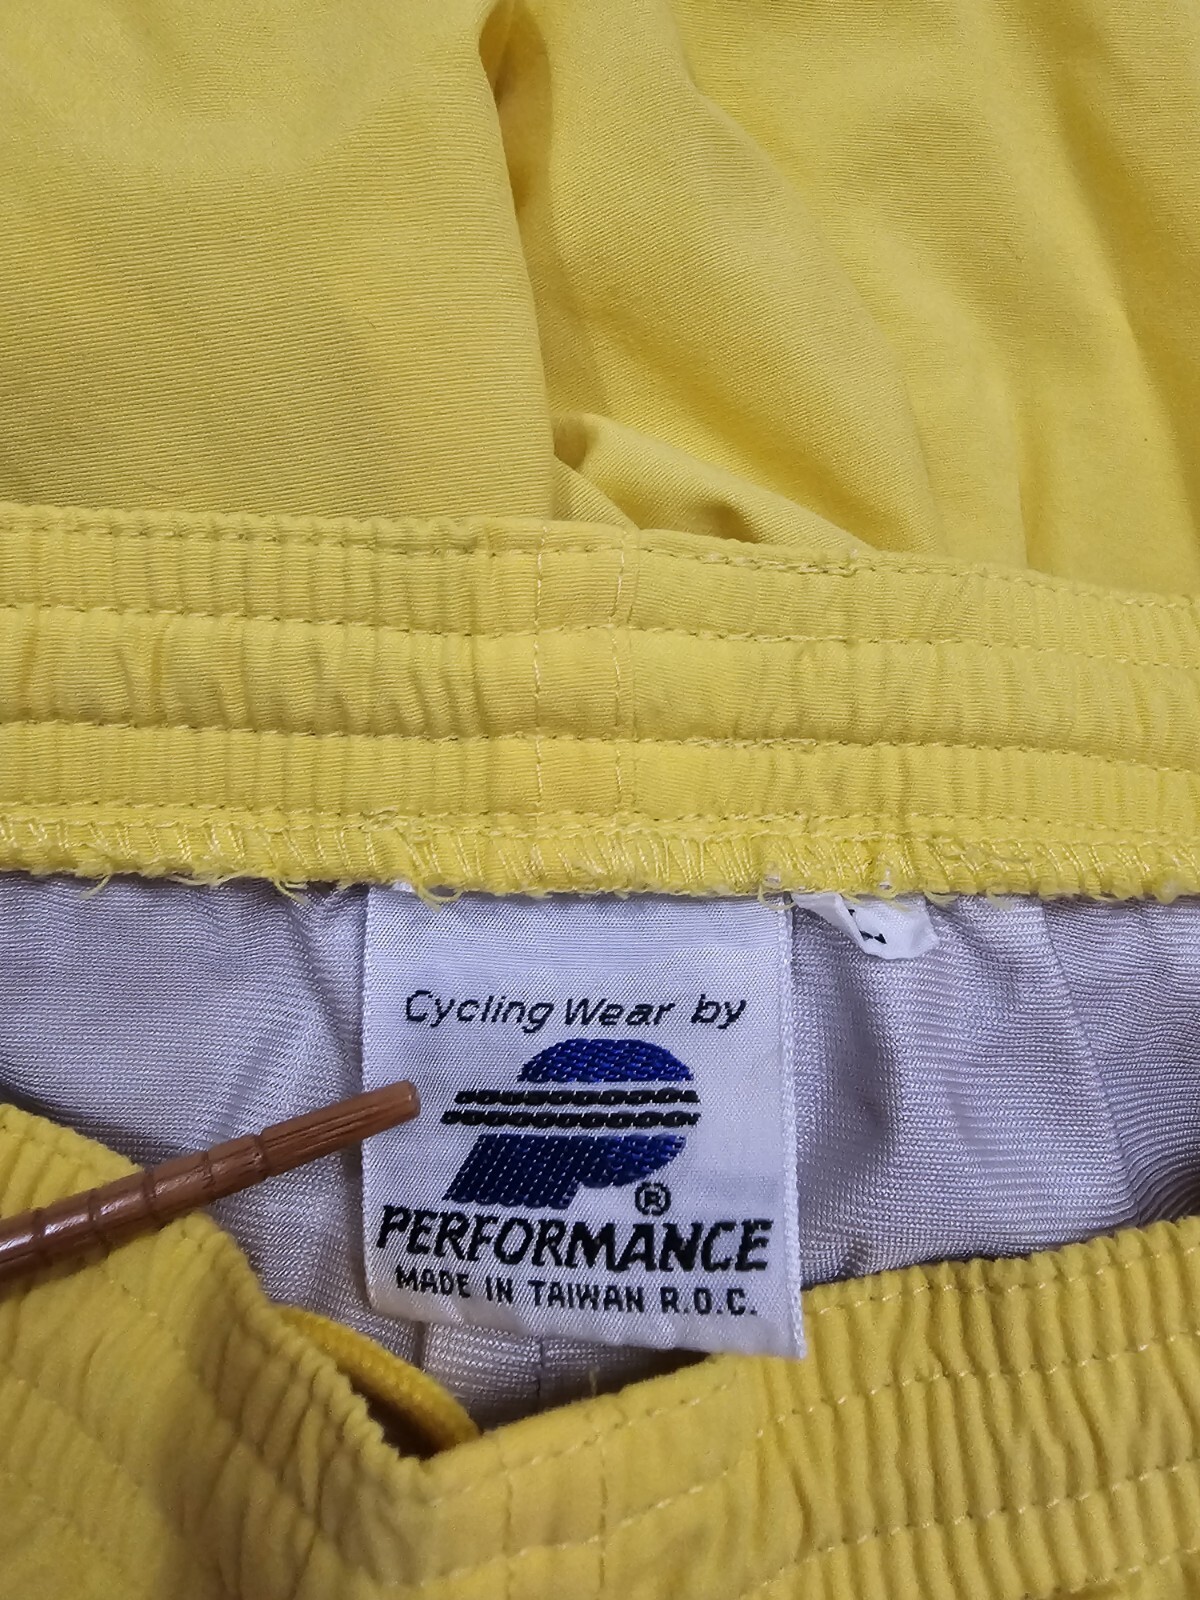 Cycling Wear by
P
®
PERFORMANCE
MADE IN TAIWAN R.O.C.